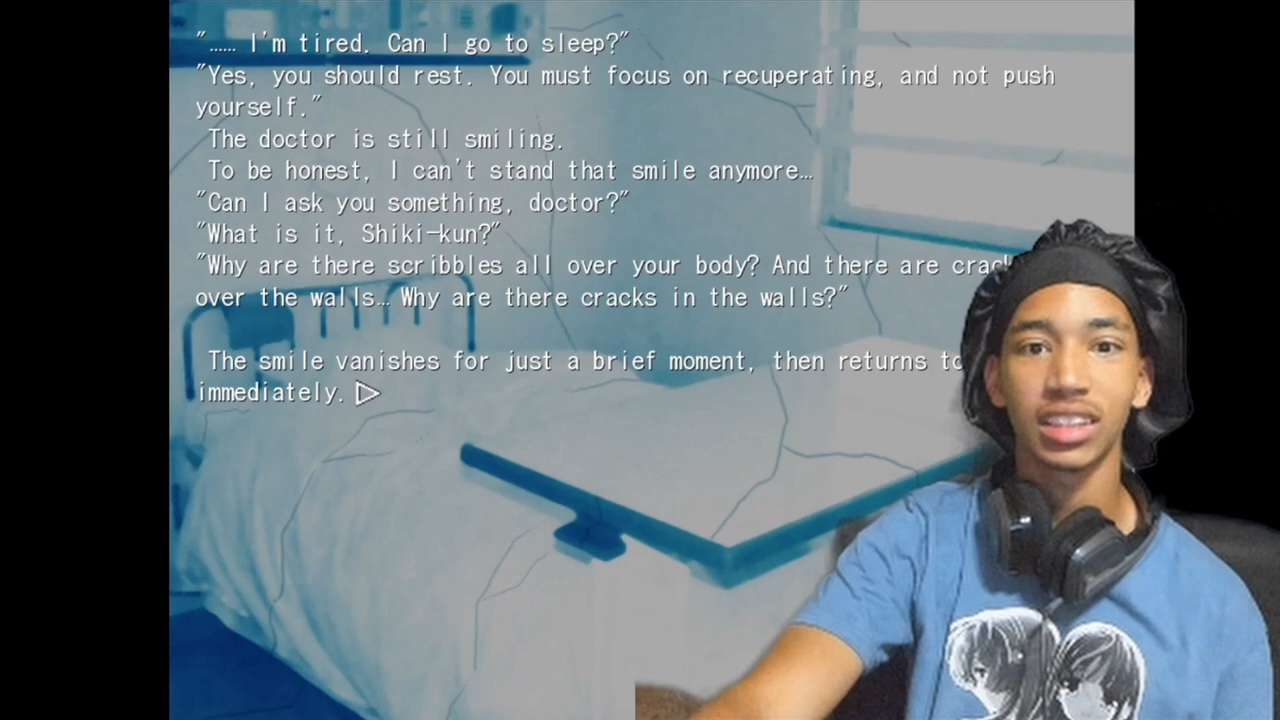 "…… I'm tired. Can I go to sleep?"
"Yes, you should rest. You must focus on recuperating, and not push
yourself."
The doctor is still smiling.
To be honest, I can't stand that smile anymore…
"Can I ask you something, doctor?"
"What is it, Shiki-kun?"
"Why are there scribbles all over your body? And there are
over the walls… Why are there cracks in the walls?"
The smile vanishes for just a brief moment, then returns
immediately.